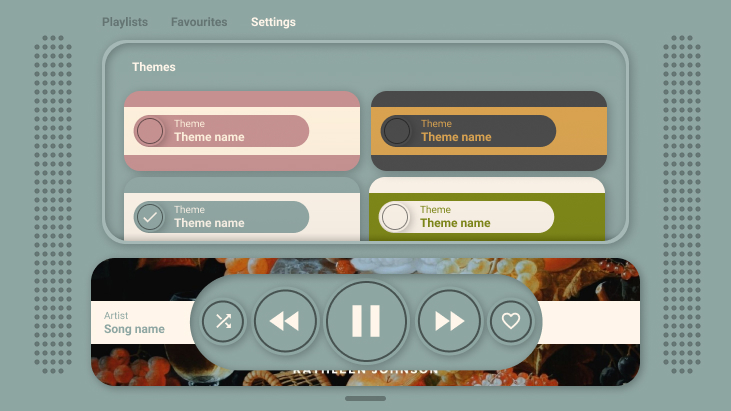 Playlists Favourites Settings
Themes
Theme
Theme name
Theme
Theme name
Theme
Theme name
Theme
Theme name
Artist
Song name
KATHLEEN JOHNSON